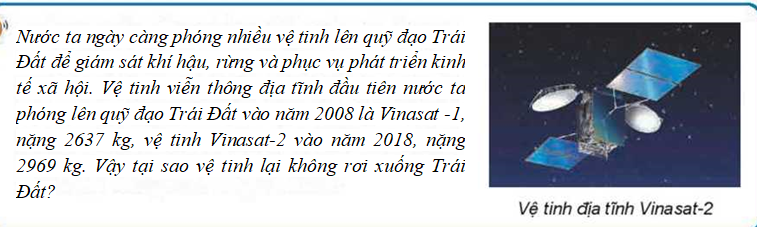 Nước ta ngày càng phóng nhiều vệ tinh lên quỹ đạo Trái
Đất để giám sát khí hậu, rừng và phục vụ phát triển kinh
tế xã hội. Vệ tinh viễn thông địa tĩnh đầu tiên nước ta
phóng lên quỹ đạo Trái Đất vào năm 2008 là Vinasat -1,
nặng 2637 kg, vệ tinh Vinasat-2 vào năm 2018, nặng
2969 kg. Vậy tại sao vệ tinh lại không rơi xuống Trái
Đất?
Vệ tinh địa tĩnh Vinasat-2